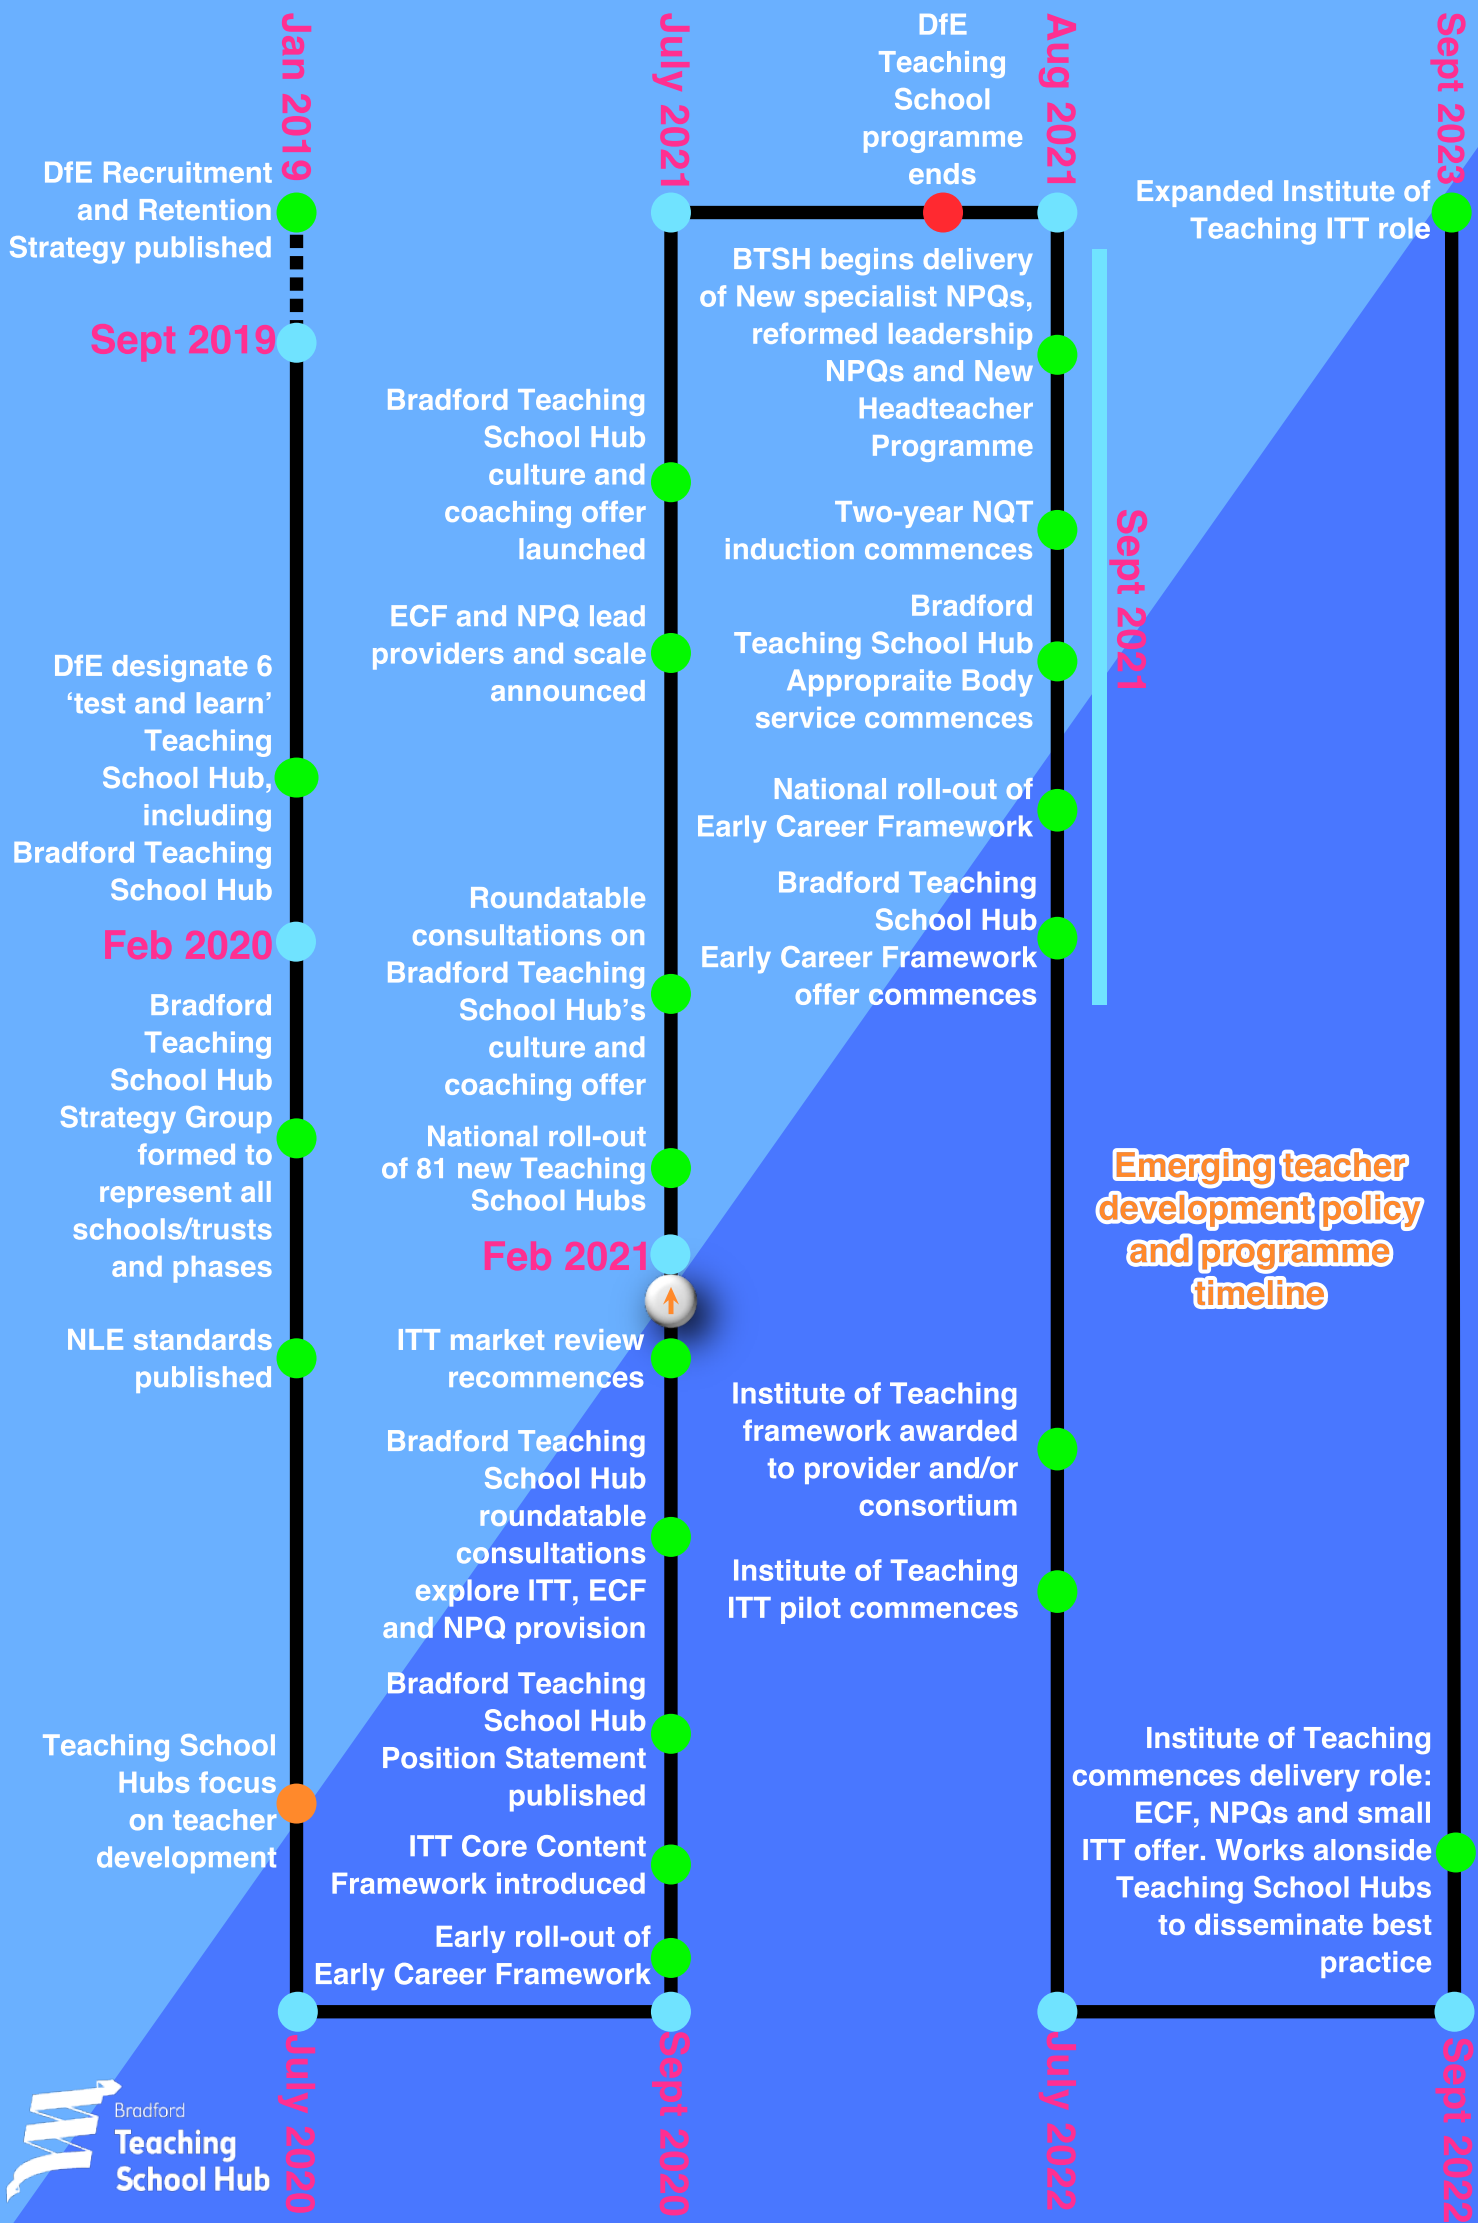 Jan 2019
DfE Recruitment
and Retention
Strategy published
Sept 2019
DfE designate 6
‘test and learn’
Teaching
School Hub,
including
Bradford Teaching
School Hub
Feb 2020
Bradford
Teaching
School Hub
Strategy Group
formed to
represent all
schools/trusts
and phases
NLE standards
published
Teaching School
Hubs focus
on teacher
development
July 2020
Sept 2020
Early roll-out of
Early Career Framework
ITT Core Content
Framework introduced
Bradford Teaching
School Hub
Position Statement
published
Bradford Teaching
School Hub
roundatable
consultations
explore ITT, ECF
and NPQ provision
ITT market review
recommences
Feb 2021
National roll-out
of 81 new Teaching
School Hubs
Roundatable
consultations on
Bradford Teaching
School Hub’s
culture and
coaching offer
ECF and NPQ lead
providers and scale
announced
Bradford Teaching
School Hub
culture and
coaching offer
launched
July 2021
DfE
Teaching
School
programme
ends
Aug 2021
BTSH begins delivery
of New specialist NPQs,
reformed leadership
NPQs and New
Headteacher
Programme
Two-year NQT
induction commences
Bradford
Teaching School Hub
Appropraite Body
service commences
National roll-out of
Early Career Framework
Bradford Teaching
School Hub
Early Career Framework
offer commences
Sept 2021
Institute of Teaching
framework awarded
to provider and/or
consortium
Institute of Teaching
ITT pilot commences
July 2022
Sept 2022
Institute of Teaching
commences delivery role:
ECF, NPQs and small
ITT offer. Works alonside
Teaching School Hubs
to disseminate best
practice
Expanded Institute of
Teaching ITT role
Sept 2023
Emerging teacher
development policy
and programme
timeline
Bradford
Teaching
School Hub